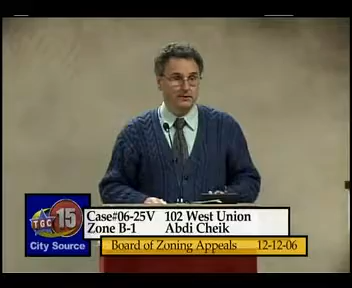 Case#06-25V 102 West Union
Zone B-1 Abdi Cheik
TGC 15
City Source
Board of Zoning Appeals 12-12-06